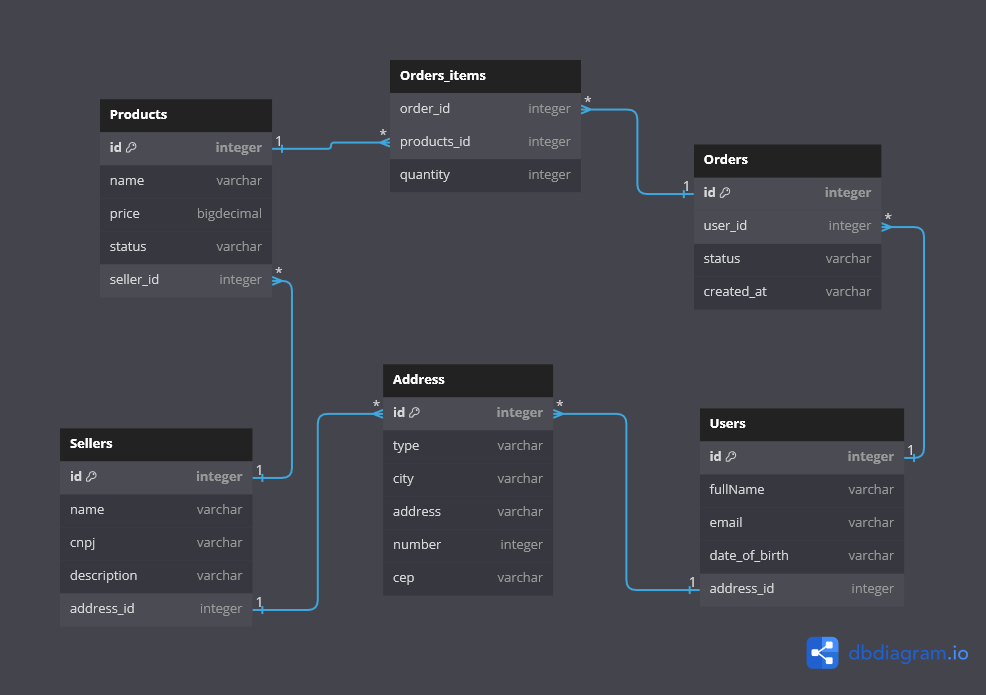 Orders_items
order_id integer
products_id integer
quantity integer
Products
id integer
name varchar
price bigdecimal
status varchar
seller_id integer
Orders
id integer
user_id integer
status varchar
created_at varchar
Address
id integer
type varchar
city varchar
address varchar
number integer
cep varchar
Sellers
id integer
name varchar
cnpj varchar
description varchar
address_id integer
Users
id integer
fullName varchar
email varchar
date_of_birth varchar
address_id integer
1
*
*
1
*
*
1
*
1
*
1
1
dbdiagram.io